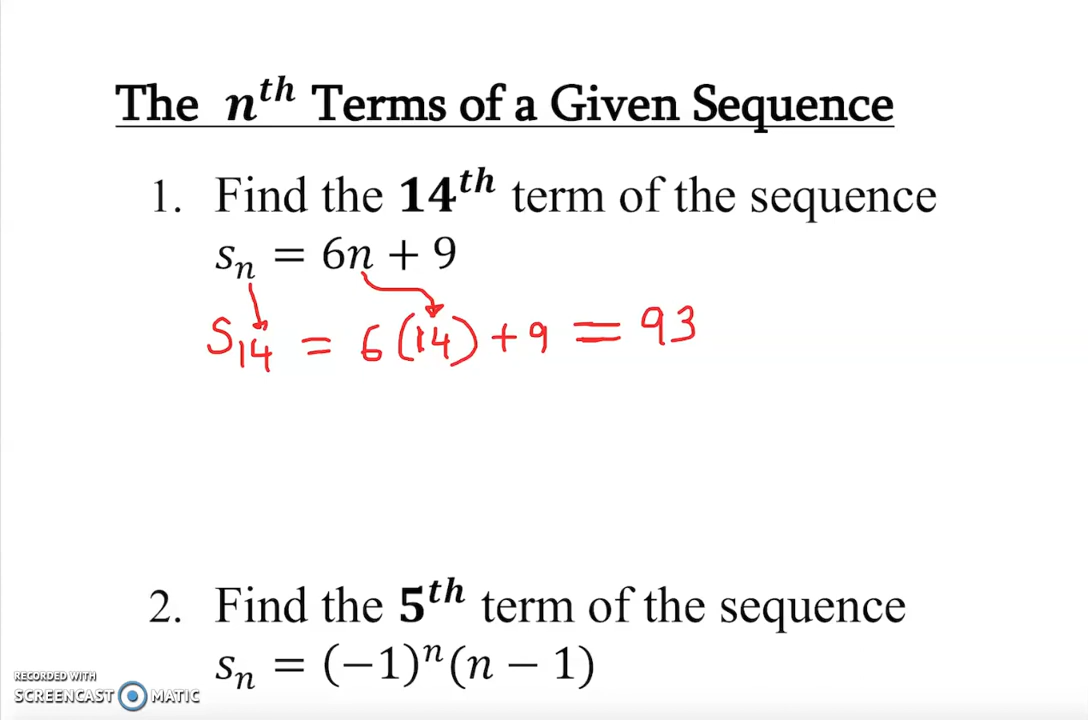 The nᵗʰ Terms of a Given Sequence
1. Find the 14ᵗʰ term of the sequence
sₙ = 6n + 9
S₁₄ = 6(14) + 9 = 93
2. Find the 5ᵗʰ term of the sequence
sₙ = (−1)ⁿ(n − 1)
RECORDED WITH
SCREENCAST MATIC